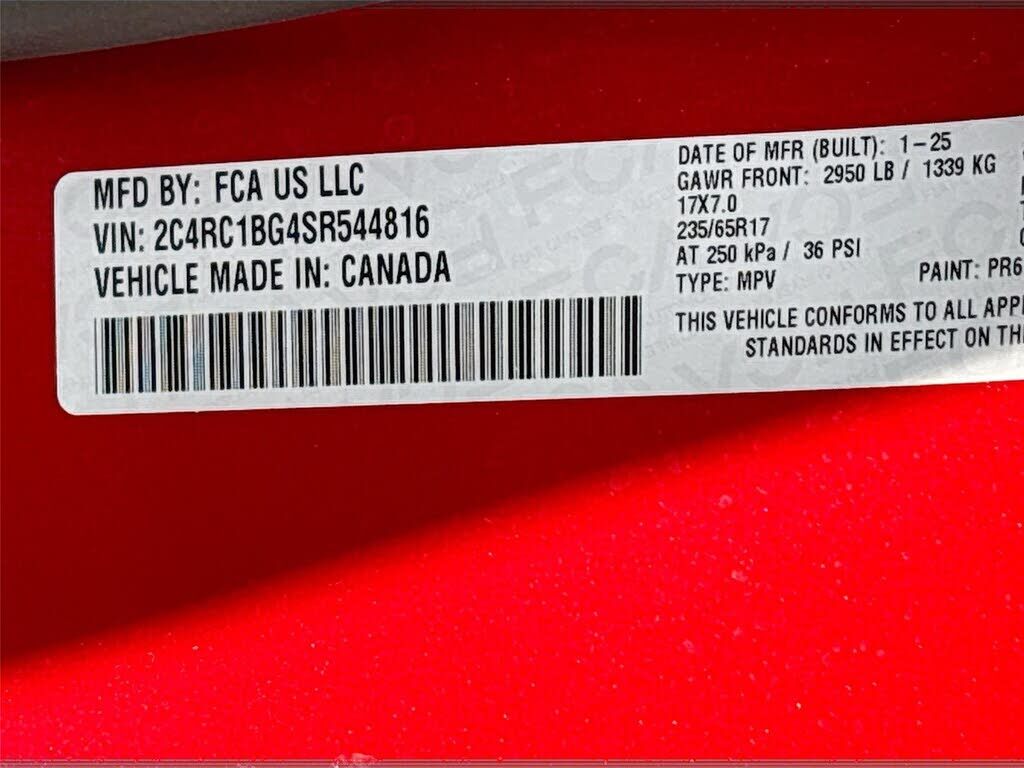 MFD BY: FCA US LLC
VIN: 2C4RC1BG4SR544816
VEHICLE MADE IN: CANADA
DATE OF MFR (BUILT): 1-25
GAWR FRONT: 2950 LB / 1339 KG
17X7.0
235/65R17
AT 250 kPa / 36 PSI
TYPE: MPV PAINT: PR6
THIS VEHICLE CONFORMS TO ALL APPL
STANDARDS IN EFFECT ON TH